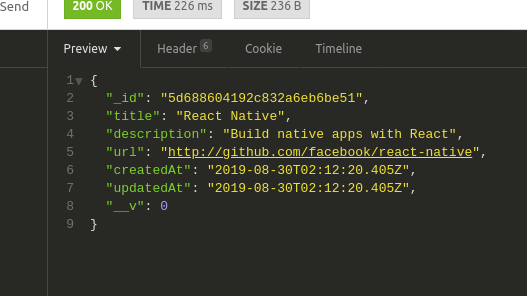 Send 200 OK TIME 226 ms SIZE 236 B
Preview Header 6 Cookie Timeline
1 {
2 "_id": "5d688604192c832a6eb6be51",
3 "title": "React Native",
4 "description": "Build native apps with React",
5 "url": "http://github.com/facebook/react-native",
6 "createdAt": "2019-08-30T02:12:20.405Z",
7 "updatedAt": "2019-08-30T02:12:20.405Z",
8 "__v": 0
9 }